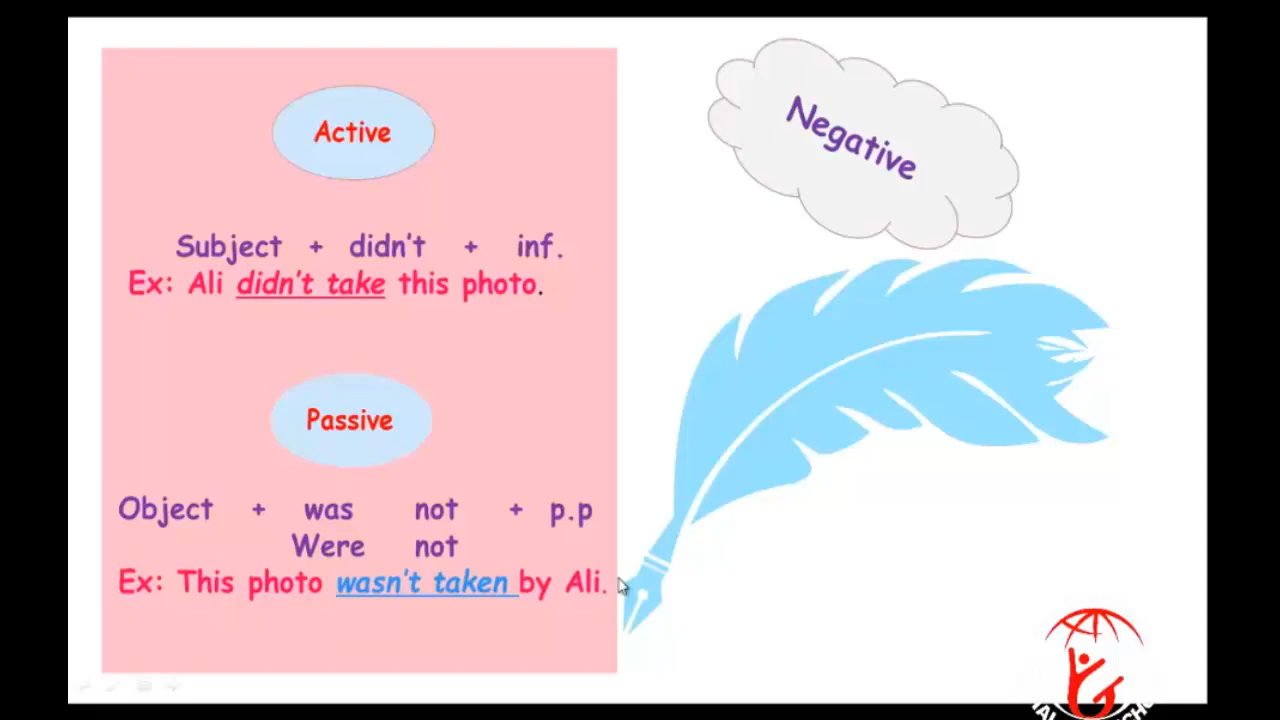 Active
Negative
Subject + didn't + inf.
Ex: Ali didn't take this photo.
Passive
Object + was not + p.p
Were not
Ex: This photo wasn't taken by Ali.